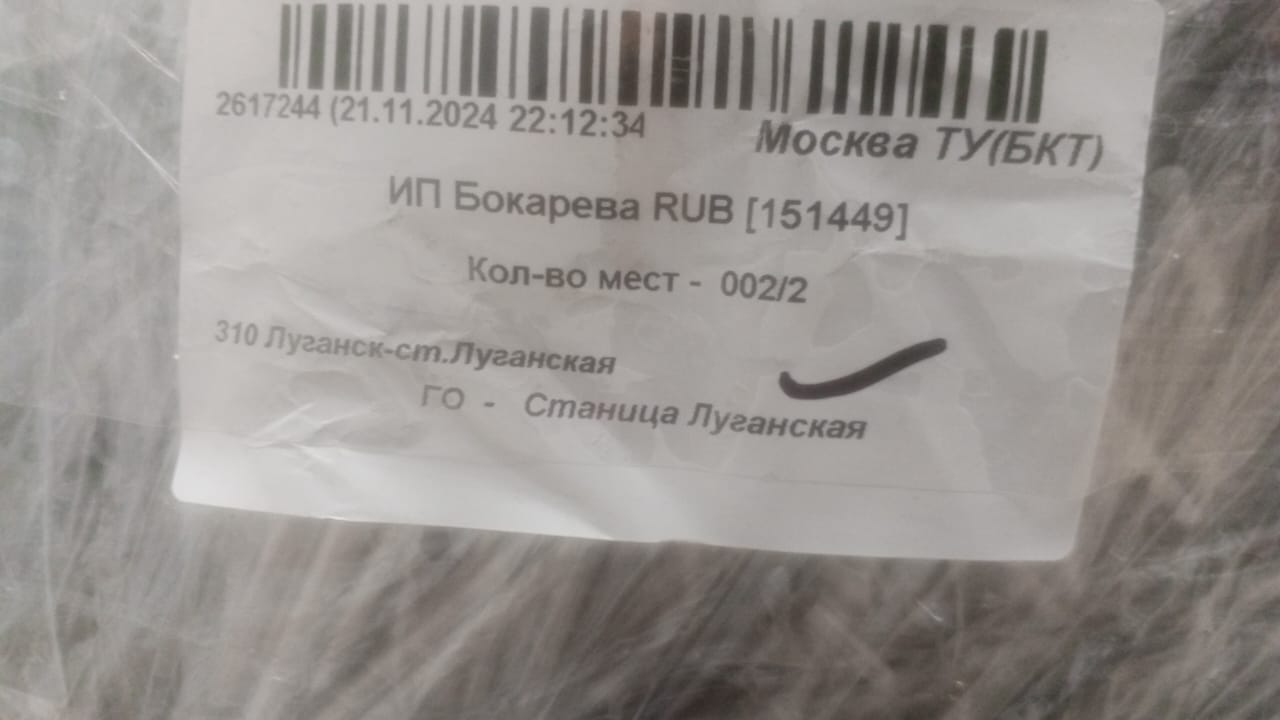 2617244 (21.11.2024 22:12:34
Москва ТУ(БКТ)
ИП Бокарева RUB [151449]
Кол-во мест - 002/2
310 Луганск-ст.Луганская
ГО - Станица Луганская